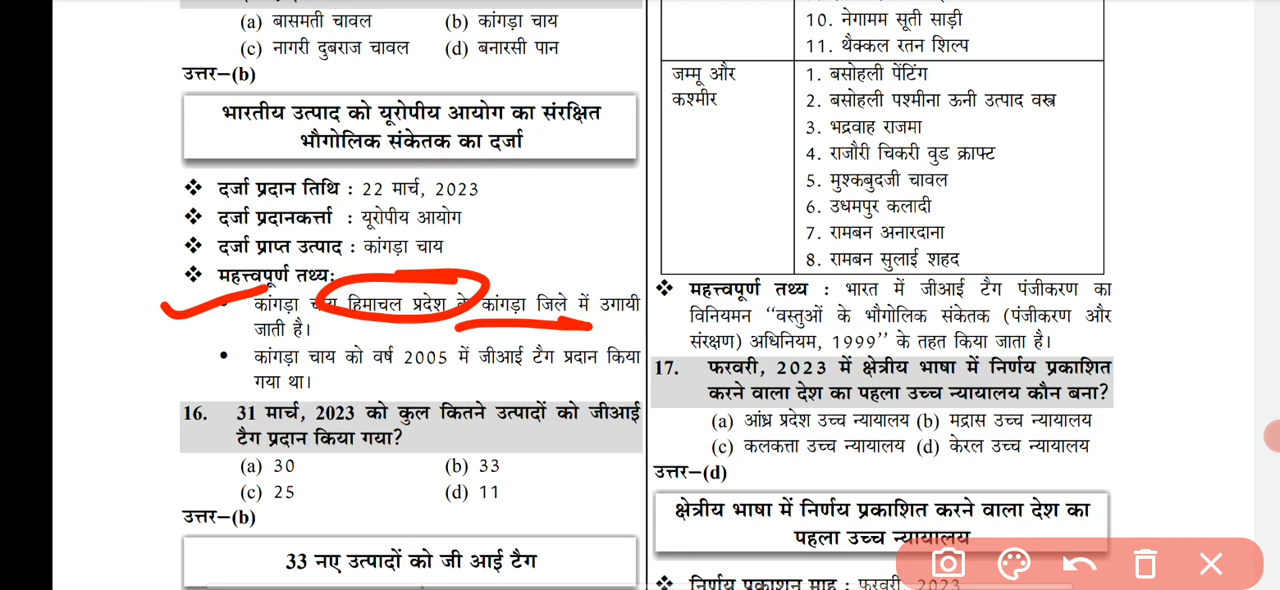 (a) बासमती चावल (b) कांगड़ा चाय
(c) नागरी दुबराज चावल (d) बनारसी पान
उत्तर–(b)
भारतीय उत्पाद को यूरोपीय आयोग का संरक्षित
भौगोलिक संकेतक का दर्जा
❖ दर्जा प्रदान तिथि : 22 मार्च, 2023
❖ दर्जा प्रदानकर्त्ता : यूरोपीय आयोग
❖ दर्जा प्राप्त उत्पाद : कांगड़ा चाय
❖ महत्त्वपूर्ण तथ्य:
• कांगड़ा चाय हिमाचल प्रदेश के कांगड़ा जिले में उगायी
जाती है।
• कांगड़ा चाय को वर्ष 2005 में जीआई टैग प्रदान किया
गया था।
16. 31 मार्च, 2023 को कुल कितने उत्पादों को जीआई
टैग प्रदान किया गया?
(a) 30 (b) 33
(c) 25 (d) 11
उत्तर–(b)
33 नए उत्पादों को जी आई टैग
10. नेगामम सूती साड़ी
11. थैक्कल रतन शिल्प
जम्मू और
कश्मीर
1. बसोहली पेंटिंग
2. बसोहली पश्मीना ऊनी उत्पाद वस्त्र
3. भद्रवाह राजमा
4. राजौरी चिकरी वुड क्राफ्ट
5. मुश्कबुदजी चावल
6. उधमपुर कलादी
7. रामबन अनारदाना
8. रामबन सुलाई शहद
❖ महत्त्वपूर्ण तथ्य : भारत में जीआई टैग पंजीकरण का
विनियमन “वस्तुओं के भौगोलिक संकेतक (पंजीकरण और
संरक्षण) अधिनियम, 1999” के तहत किया जाता है।
17. फरवरी, 2023 में क्षेत्रीय भाषा में निर्णय प्रकाशित
करने वाला देश का पहला उच्च न्यायालय कौन बना?
(a) आंध्र प्रदेश उच्च न्यायालय (b) मद्रास उच्च न्यायालय
(c) कलकत्ता उच्च न्यायालय (d) केरल उच्च न्यायालय
उत्तर–(d)
क्षेत्रीय भाषा में निर्णय प्रकाशित करने वाला देश का
पहला उच्च न्यायालय
❖ निर्णय प्रकाशन माह : फरवरी, 2023